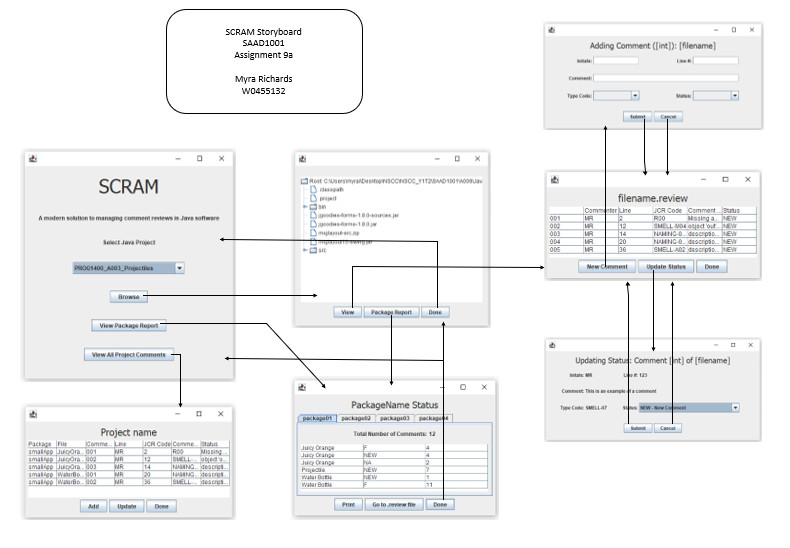 SCRAM Storyboard
SAAD1001
Assignment 9a
Myra Richards
W0455132
Adding Comment ([int]): [filename]
Initals: Line #:
Comment:
Type Code: Status:
Submit Cancel
SCRAM
A modern solution to managing comment reviews in Java software
Select Java Project
PROG1400_A003_Projectiles
Browse
View Package Report
View All Project Comments
Root: C:\Users\myra\Desktop\NSCC\NSCC_Y1T2\SAAD1001\A009\Jav
.classpath
.project
bin
jgoodies-forms-1.8.0-sources.jar
jgoodies-forms-1.8.0.jar
miglayout-src.zip
miglayout15-swing.jar
src
View Package Report Done
filename.review
Commenter Line JCR Code Comment... Status
001 MR 2 R00 Missing a... NEW
002 MR 12 SMELL-M04 object 'outf... NEW
003 MR 14 NAMING-0... descriptio... NEW
004 MR 20 NAMING-0... descriptio... NEW
005 MR 36 SMELL-A02 descriptio... NEW
New Comment Update Status Done
Updating Status: Comment [int] of [filename]
Initals: MR Line #: 123
Comment: This is an example of a comment
Type Code: SMELL-07 Status: NEW - New Comment
Submit Cancel
Project name
Package File Comme... Line JCR Code Comme... Status
smallApp JuicyOra... 001 MR 2 R00 Missing ...
smallApp JuicyOra... 002 MR 12 SMELL-... object 'o...
smallApp JuicyOra... 003 MR 14 NAMING... descripti...
smallApp WaterBo... 001 MR 20 NAMING... descripti...
smallApp WaterBo... 002 MR 36 SMELL-... descripti...
Add Update Done
PackageName Status
package01 package02 package03 package04
Total Number of Comments: 12
Juicy Orange F 4
Juicy Orange NEW 4
Juicy Orange NA 2
Projectile NEW 7
Water Bottle NEW 1
Water Bottle F 11
Print Go to .review file Done